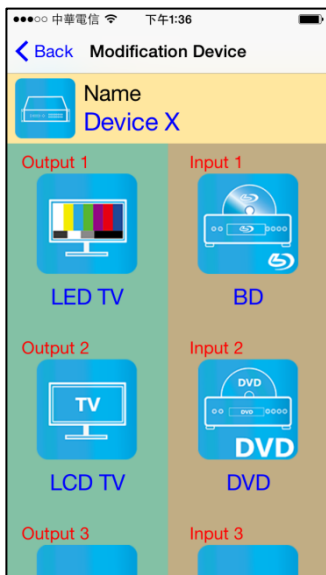 中華電信 下午1:36
Back Modification Device
Name
Device X
Output 1 Input 1
LED TV BD
Output 2 Input 2
TV DVD
DVD
LCD TV DVD
Output 3 Input 3